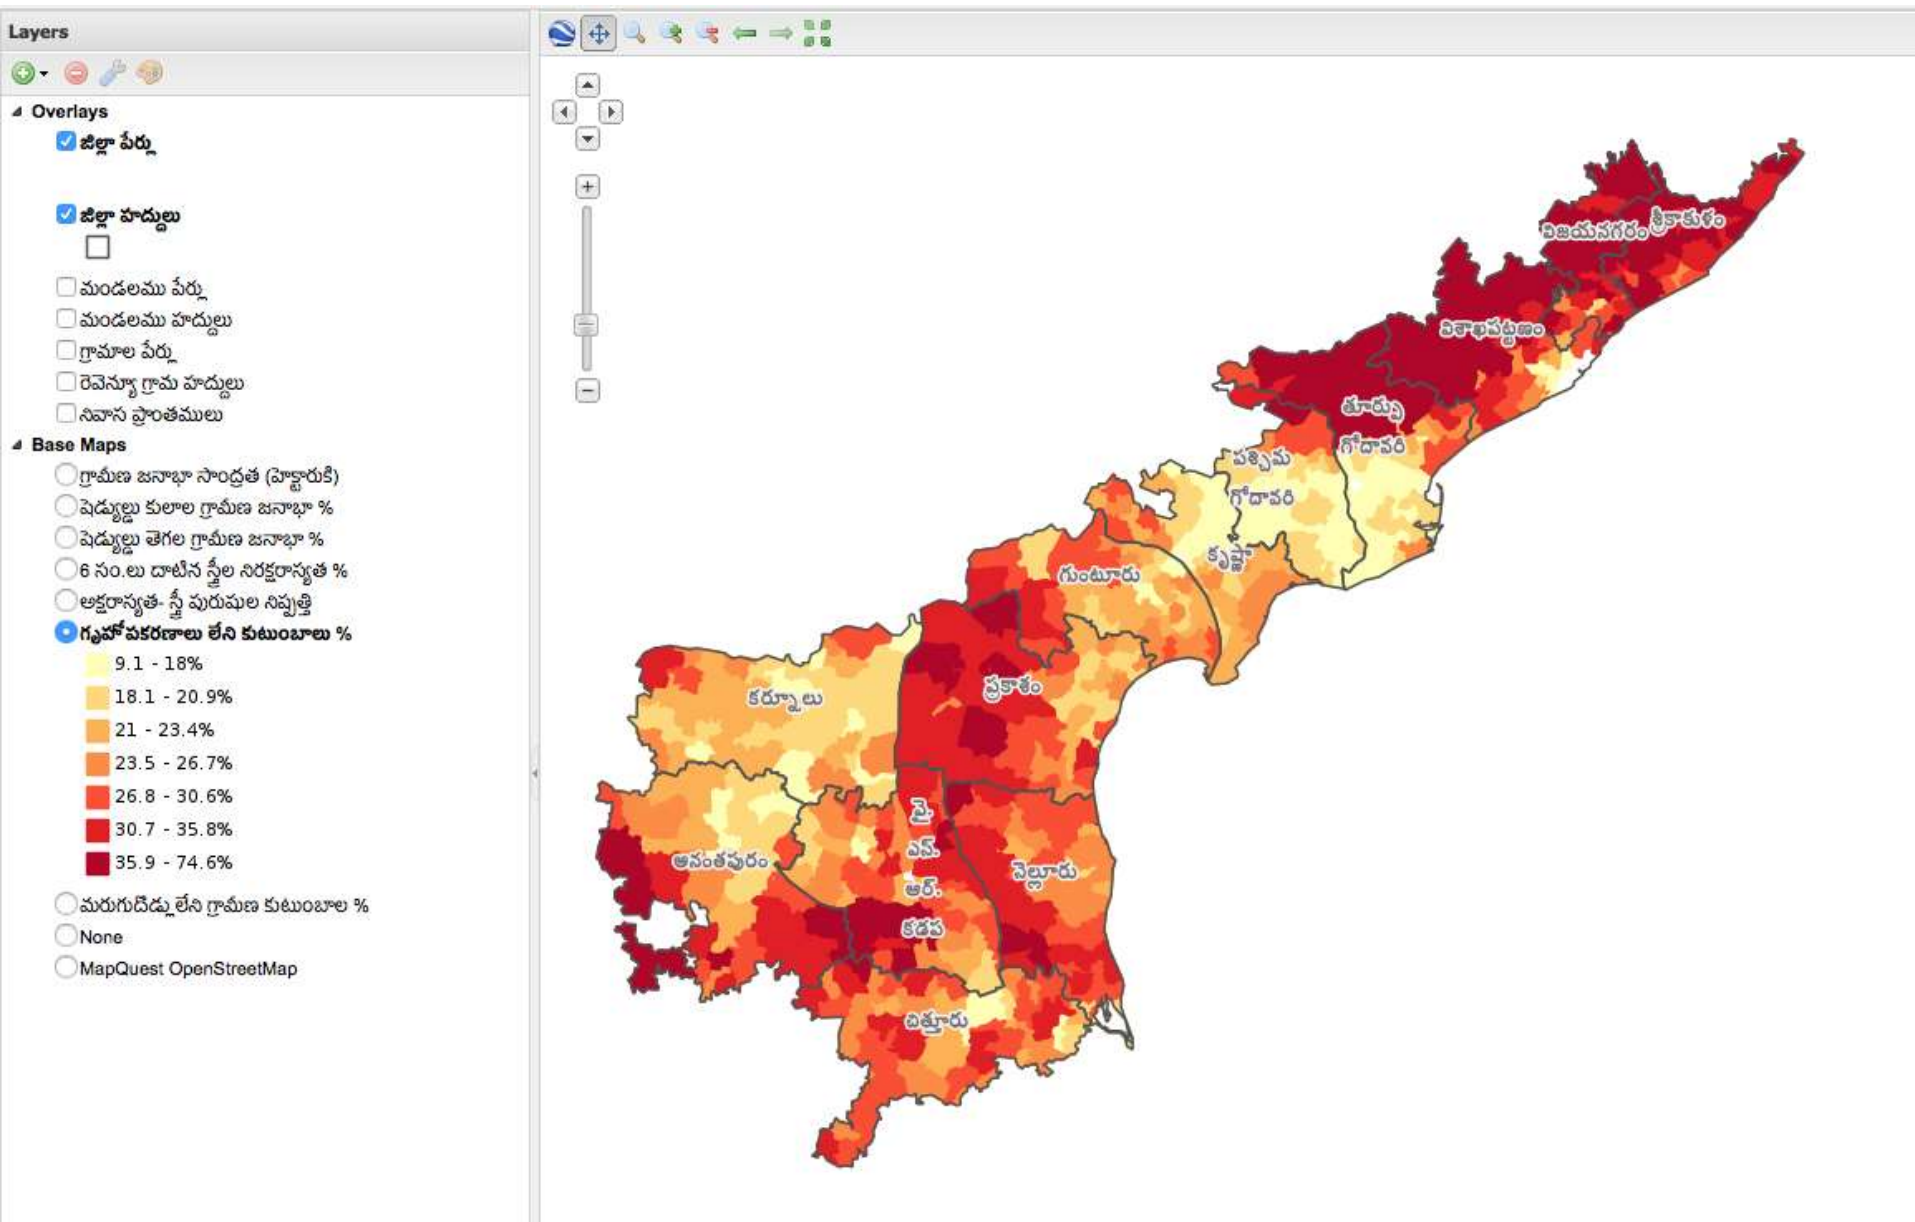 Layers
Overlays
జిల్లా పేర్లు
జిల్లా హద్దులు
మండలము పేర్లు
మండలము హద్దులు
గ్రామాల పేర్లు
రెవెన్యూ గ్రామ హద్దులు
నివాస ప్రాంతములు
Base Maps
గ్రామీణ జనాభా సాంద్రత (హెక్టారుకి)
షెడ్యుల్డు కులాల గ్రామీణ జనాభా %
షెడ్యుల్డు తెగల గ్రామీణ జనాభా %
6 సం.లు దాటిన స్త్రీల నిరక్షరాస్యత %
అక్షరాస్యత- స్త్రీ పురుషుల నిష్పత్తి
గృహోపకరణాలు లేని కుటుంబాలు %
9.1 - 18%
18.1 - 20.9%
21 - 23.4%
23.5 - 26.7%
26.8 - 30.6%
30.7 - 35.8%
35.9 - 74.6%
మరుగుదొడ్లు లేని గ్రామీణ కుటుంబాల %
None
MapQuest OpenStreetMap
శ్రీకాకుళం
విజయనగరం
విశాఖపట్టణం
తూర్పు
గోదావరి
పశ్చిమ
గోదావరి
కృష్ణా
గుంటూరు
ప్రకాశం
కర్నూలు
వై.
ఎస్.
ఆర్.
కడప
అనంతపురం
నెల్లూరు
చిత్తూరు